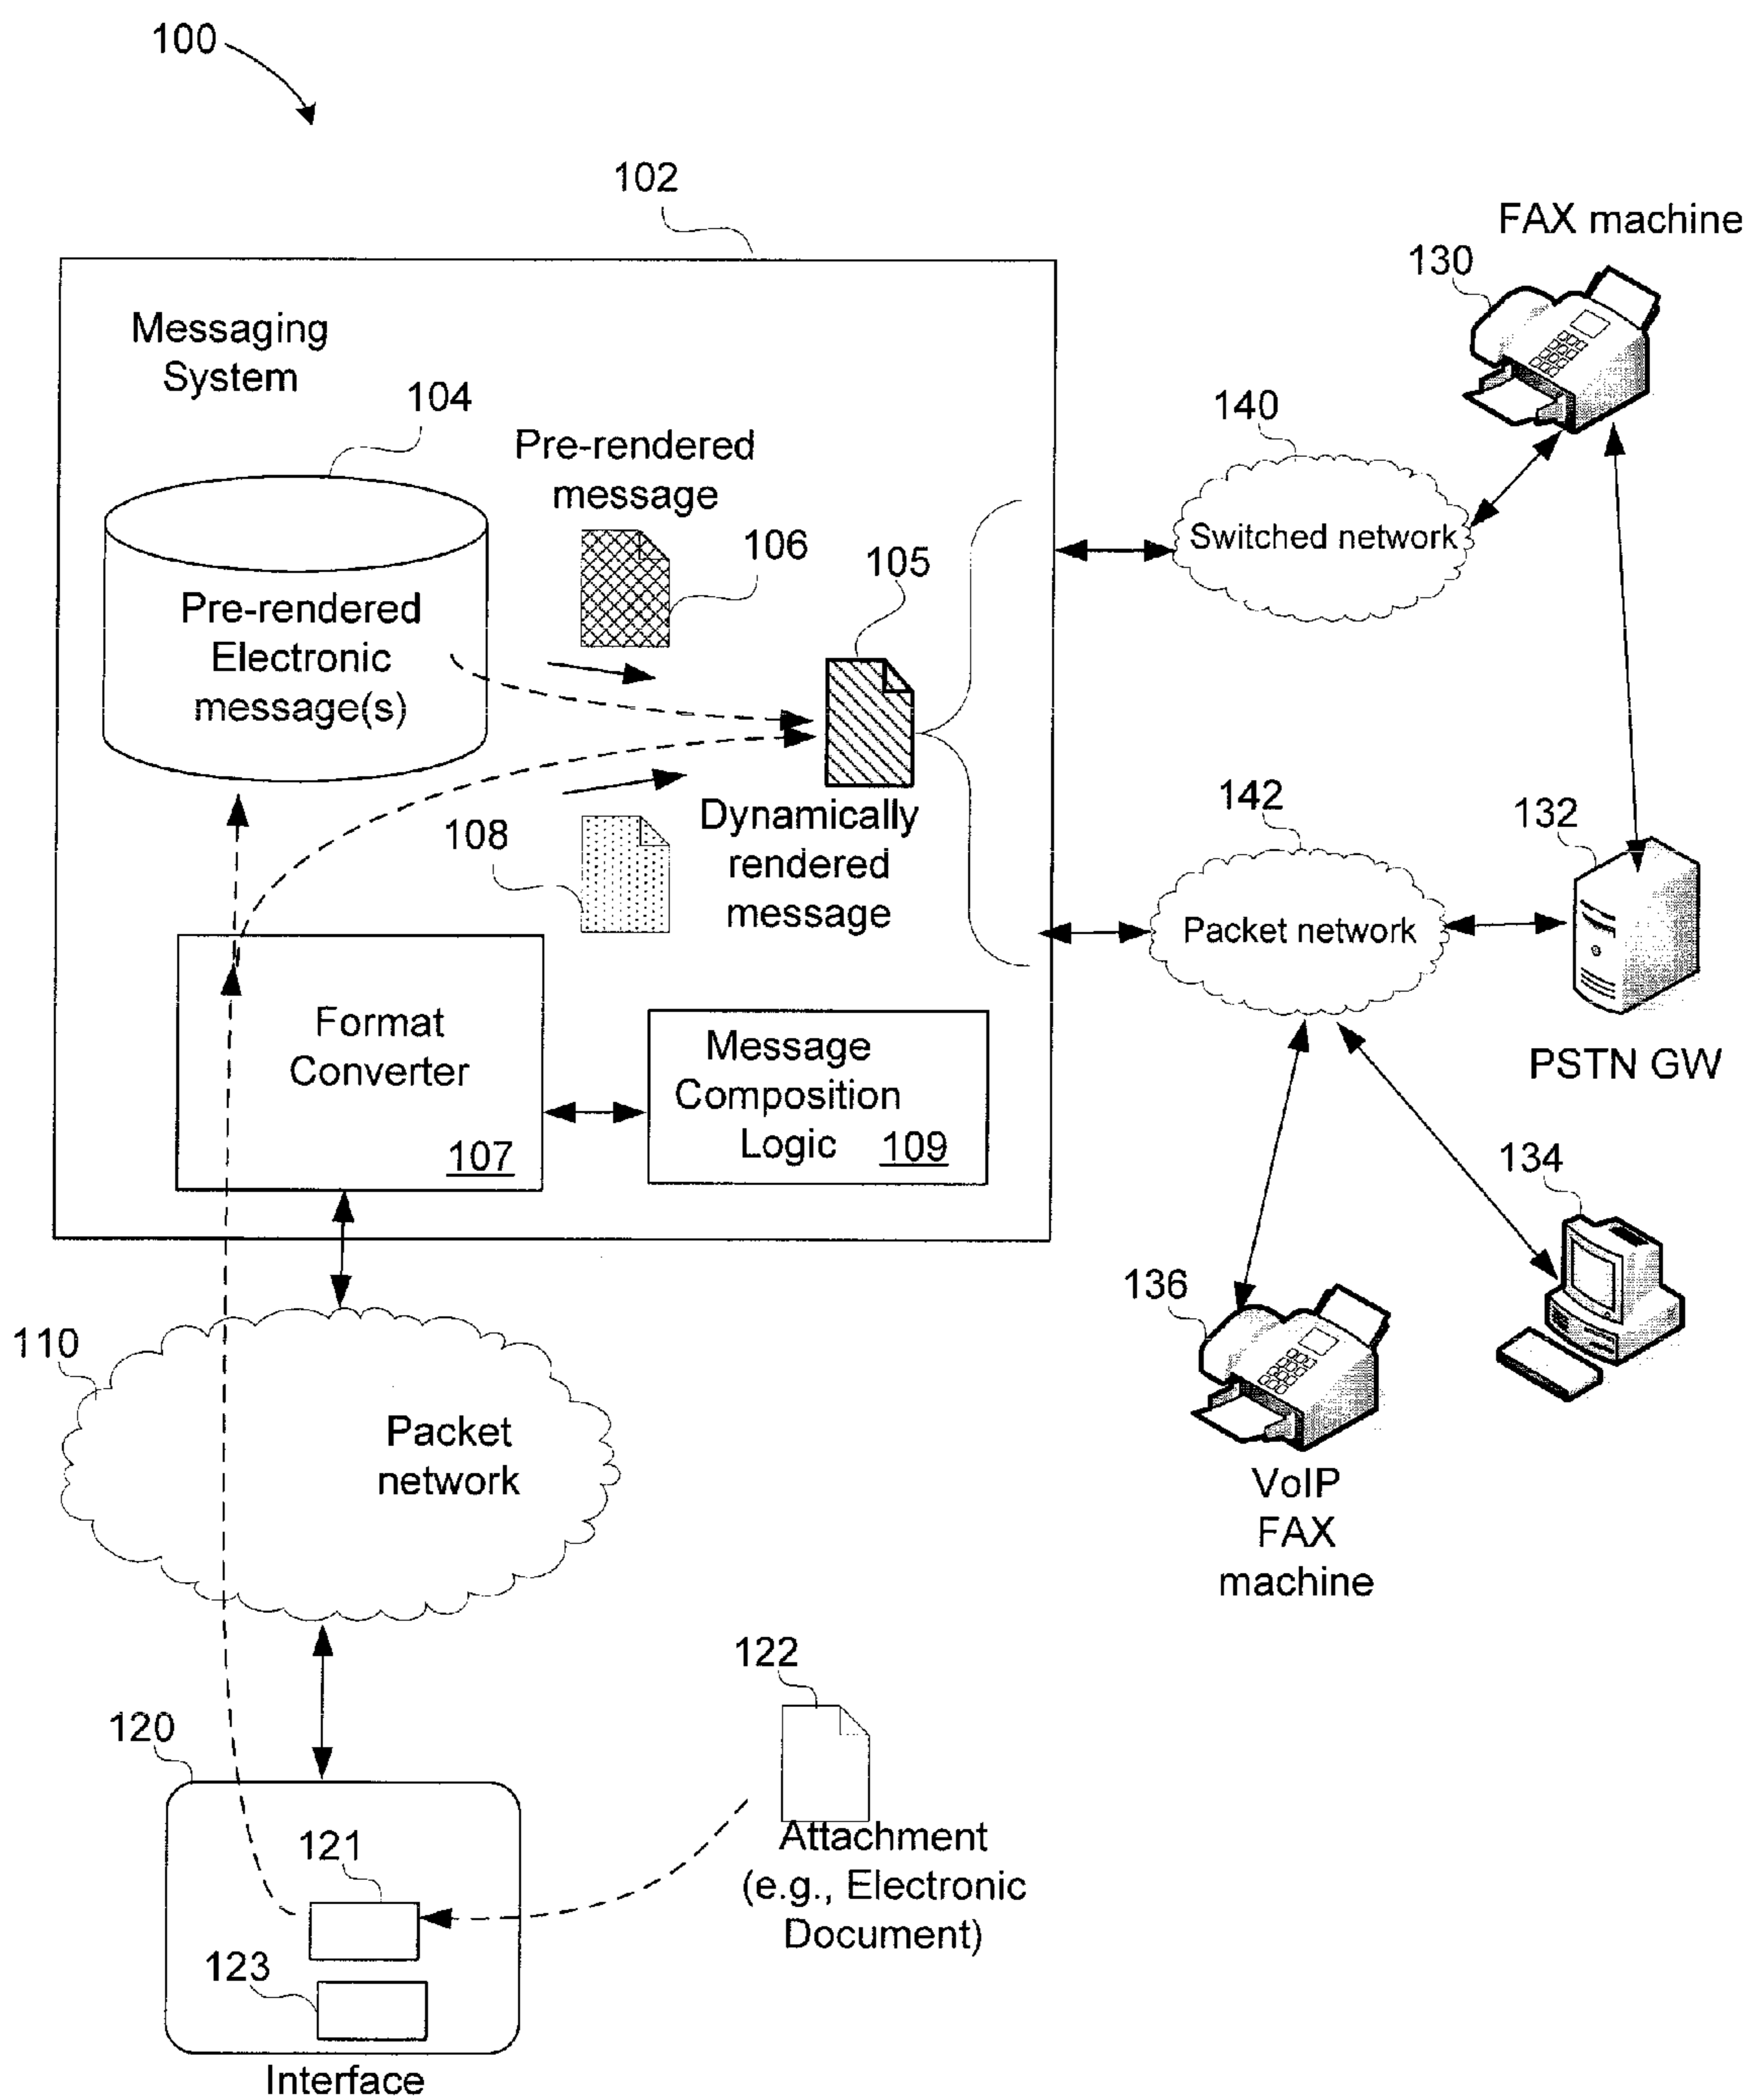 100
102
FAX machine
130
Messaging
System
104
Pre-rendered
message
140
106
105
Switched network
Pre-rendered
Electronic
message(s)
108
Dynamically
rendered
message
142
132
Packet network
Format
Converter
107
Message
Composition
Logic 109
PSTN GW
134
136
110
Packet
network
VoIP
FAX
machine
122
120
Attachment
(e.g., Electronic
Document)
121
123
Interface